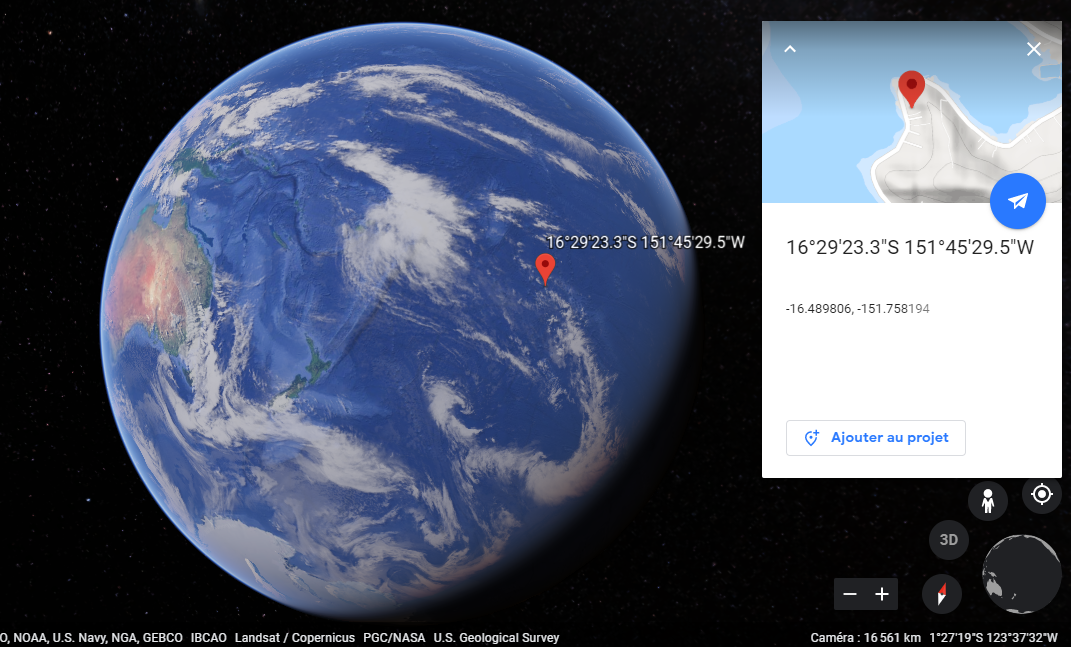 16°29'23.3"S 151°45'29.5"W
16°29'23.3"S 151°45'29.5"W
-16.489806, -151.758194
Ajouter au projet
3D
O, NOAA, U.S. Navy, NGA, GEBCO IBCAO Landsat / Copernicus PGC/NASA U.S. Geological Survey
Caméra : 16 561 km 1°27'19"S 123°37'32"W